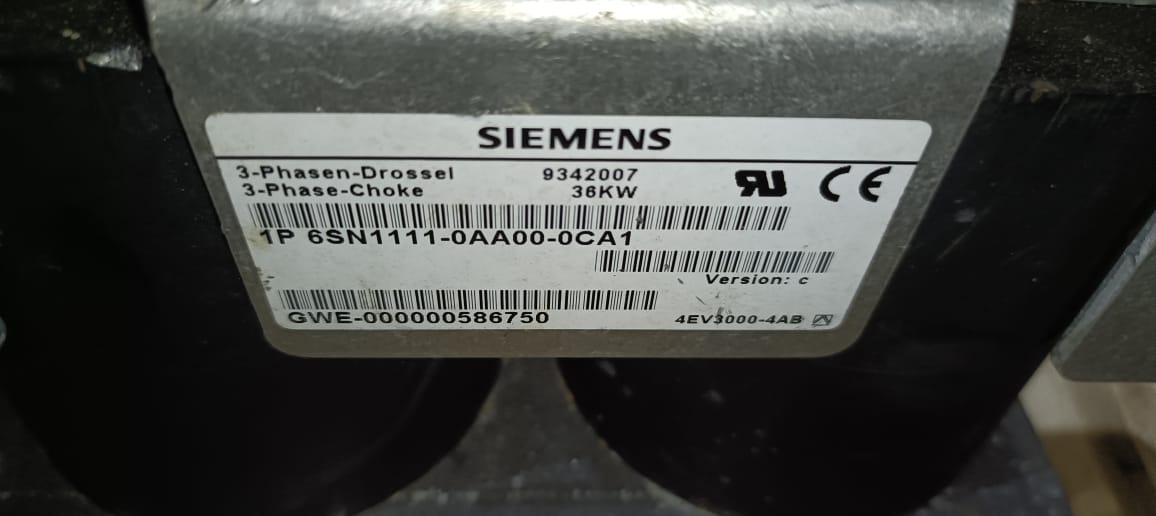 SIEMENS
3-Phasen-Drossel 9342007
3-Phase-Choke 36KW
1P 6SN1111-0AA00-0CA1
Version: c
GWE-000000586750 4EV3000-4AB